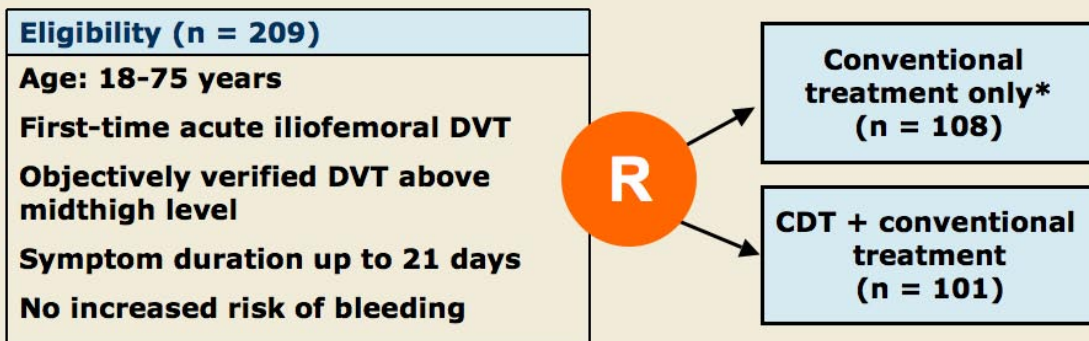 Eligibility (n = 209)
Age: 18-75 years
First-time acute iliofemoral DVT
Objectively verified DVT above
midthigh level
Symptom duration up to 21 days
No increased risk of bleeding
R
Conventional
treatment only*
(n = 108)
CDT + conventional
treatment
(n = 101)